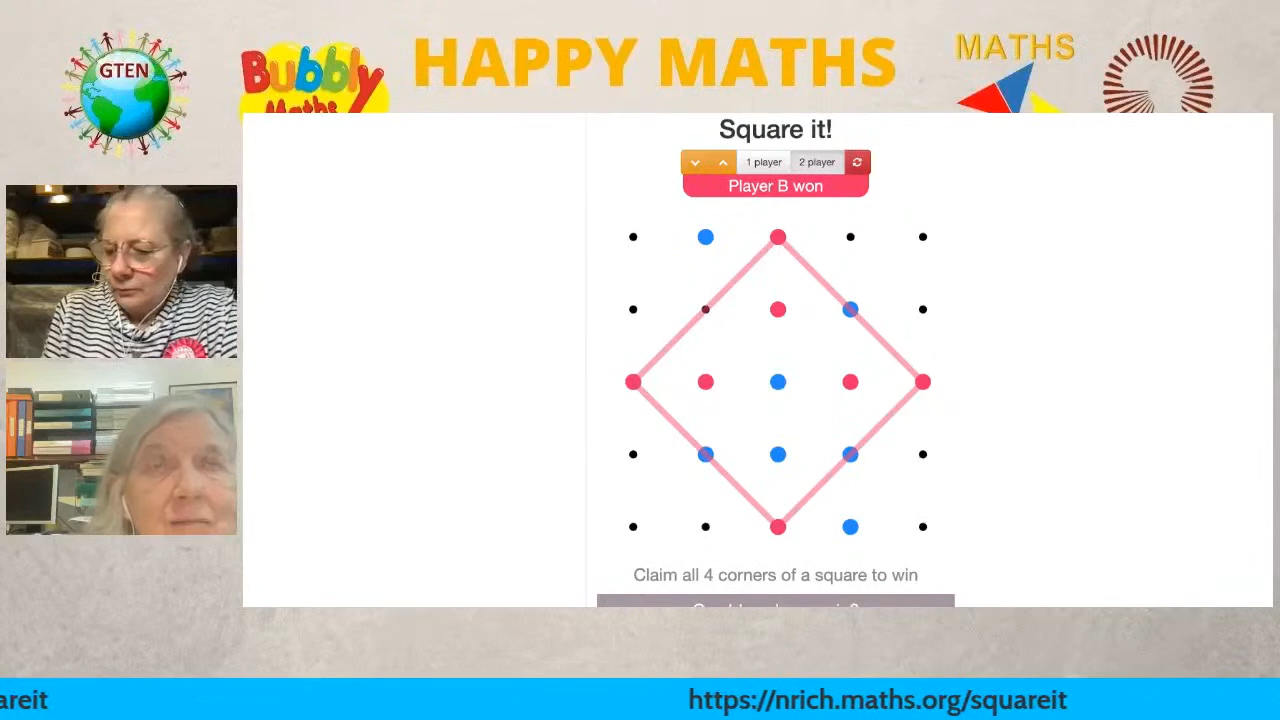 GTEN
Bubbly
Maths
HAPPY MATHS
MATHS
Square it!
1 player
2 player
Player B won
Claim all 4 corners of a square to win
areit
https://nrich.maths.org/squareit